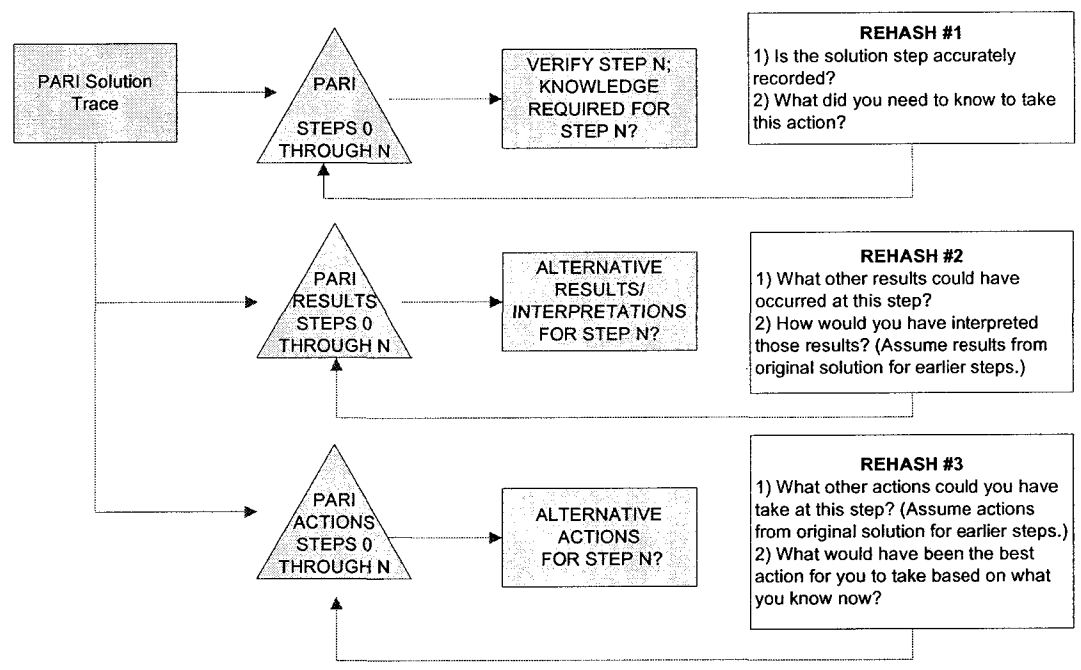 PARI Solution
Trace
PARI
STEPS 0
THROUGH N
VERIFY STEP N;
KNOWLEDGE
REQUIRED FOR
STEP N?
REHASH #1
1) Is the solution step accurately
recorded?
2) What did you need to know to take
this action?
PARI
RESULTS
STEPS 0
THROUGH N
ALTERNATIVE
RESULTS/
INTERPRETATIONS
FOR STEP N?
REHASH #2
1) What other results could have
occurred at this step?
2) How would you have interpreted
those results? (Assume results from
original solution for earlier steps.)
PARI
ACTIONS
STEPS 0
THROUGH N
ALTERNATIVE
ACTIONS
FOR STEP N?
REHASH #3
1) What other actions could you have
take at this step? (Assume actions
from original solution for earlier steps.)
2) What would have been the best
action for you to take based on what
you know now?